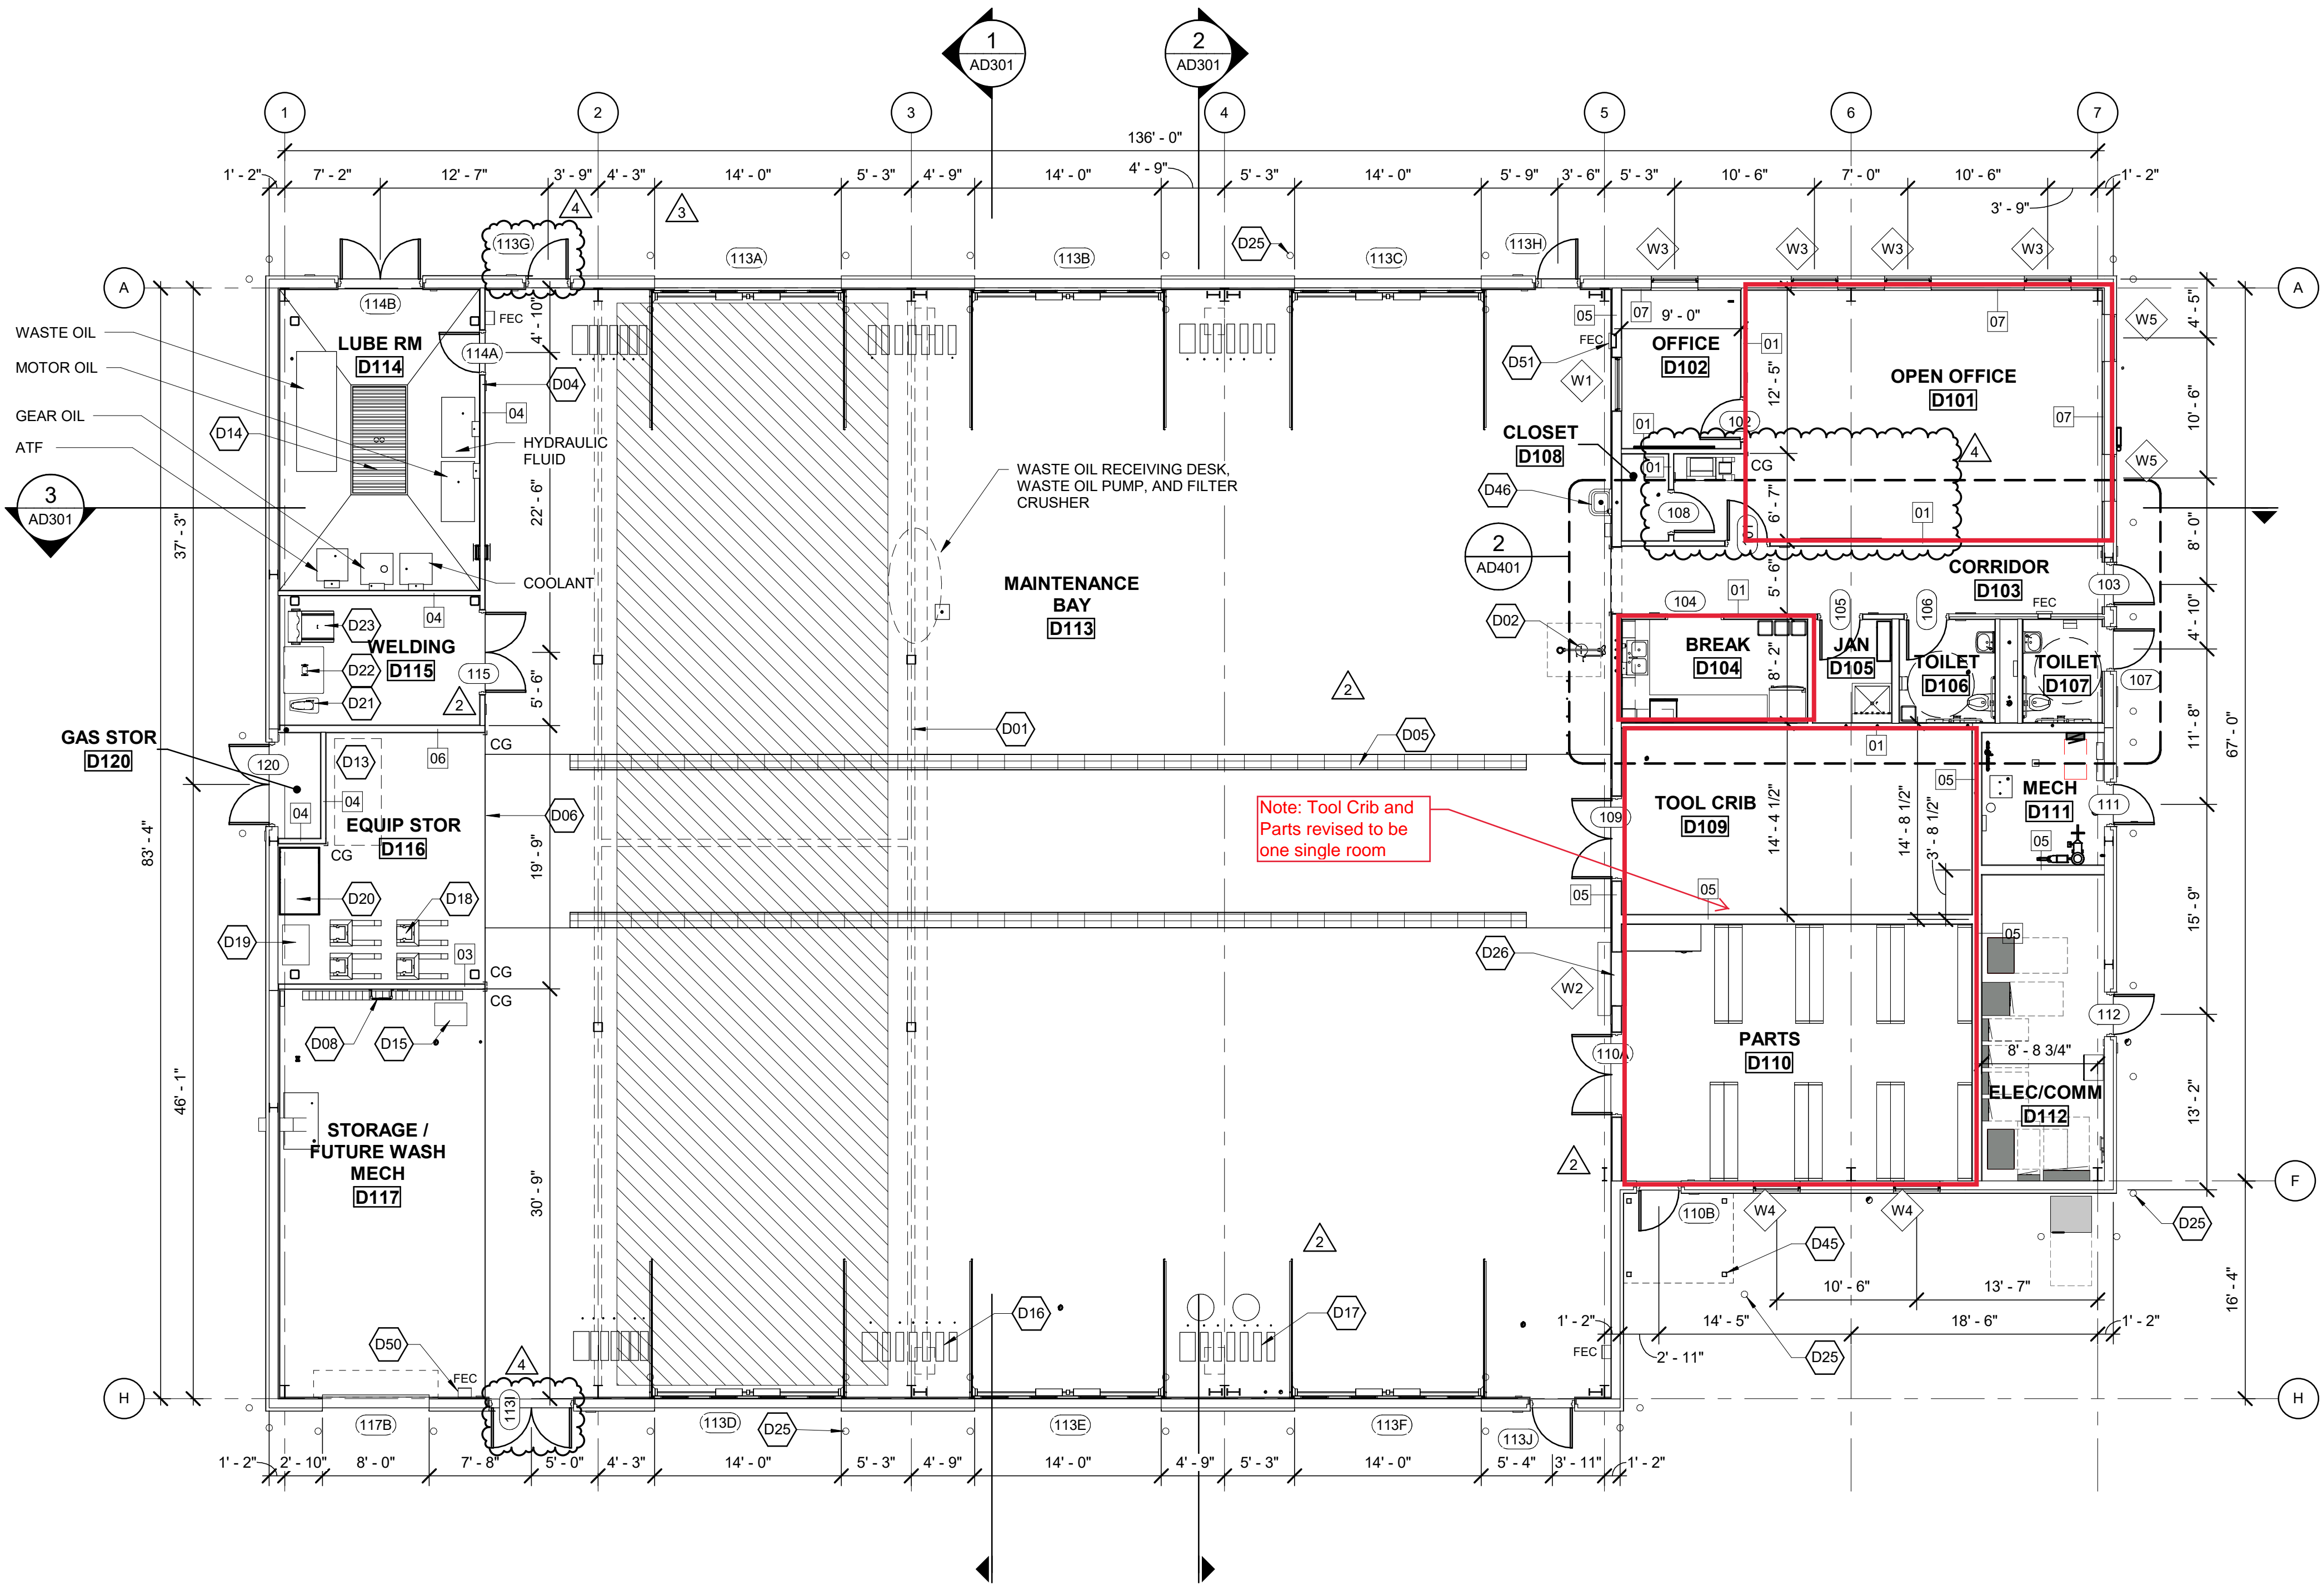 1
AD301
2
AD301
1
2
3
4
5
6
7
136' - 0"
1' - 2"
7' - 2"
12' - 7"
3' - 9"
4' - 3"
14' - 0"
5' - 3"
4' - 9"
14' - 0"
4' - 9"
5' - 3"
14' - 0"
5' - 9"
3' - 6"
5' - 3"
10' - 6"
7' - 0"
10' - 6"
3' - 9"
1' - 2"
4
3
113G
113A
113B
D25
113C
113H
W3
W3
W3
W3
A
A
114B
FEC
4' - 10"
05
07
9' - 0"
07
4' - 5"
W5
WASTE OIL
MOTOR OIL
GEAR OIL
ATF
LUBE RM
D114
114A
D04
04
D14
HYDRAULIC
FLUID
COOLANT
22' - 6"
3
AD301
37' - 3"
83' - 4"
FEC
D51
W1
OFFICE
D102
01
12' - 5"
OPEN OFFICE
D101
07
10' - 6"
102
01
CLOSET
D108
01
CG
4
W5
D46
108
6' - 7"
01
8' - 0"
WASTE OIL RECEIVING DESK,
WASTE OIL PUMP, AND FILTER
CRUSHER
2
AD401
MAINTENANCE
BAY
D113
CORRIDOR
D103
103
5' - 6"
01
104
105
106
FEC
4' - 10"
04
D23
WELDING
D115
D22
D21
115
2
5' - 6"
D02
BREAK
D104
8' - 2"
JAN
D105
TOILET
D106
TOILET
D107
107
2
GAS STOR
D120
120
D13
06
CG
D01
D05
01
11' - 8"
67' - 0"
04
04
EQUIP STOR
D116
CG
D06
19' - 9"
Note: Tool Crib and
Parts revised to be
one single room
109
TOOL CRIB
D109
14' - 4 1/2"
14' - 8 1/2"
3' - 8 1/2"
05
MECH
D111
111
05
D20
D18
D19
03
CG
CG
05
05
05
15' - 9"
D26
W2
D08
D15
46' - 1"
30' - 9"
PARTS
D110
110A
112
8' - 8 3/4"
ELEC/COMM
D112
13' - 2"
STORAGE /
FUTURE WASH
MECH
D117
2
F
110B
W4
W4
D25
2
D45
10' - 6"
13' - 7"
16' - 4"
D16
D17
1' - 2"
14' - 5"
18' - 6"
1' - 2"
2' - 11"
D25
D50
FEC
4
FEC
H
H
117B
113I
113D
D25
113E
113F
113J
1' - 2"
2' - 10"
8' - 0"
7' - 8"
5' - 0"
4' - 3"
14' - 0"
5' - 3"
4' - 9"
14' - 0"
4' - 9"
5' - 3"
14' - 0"
5' - 4"
3' - 11"
1' - 2"